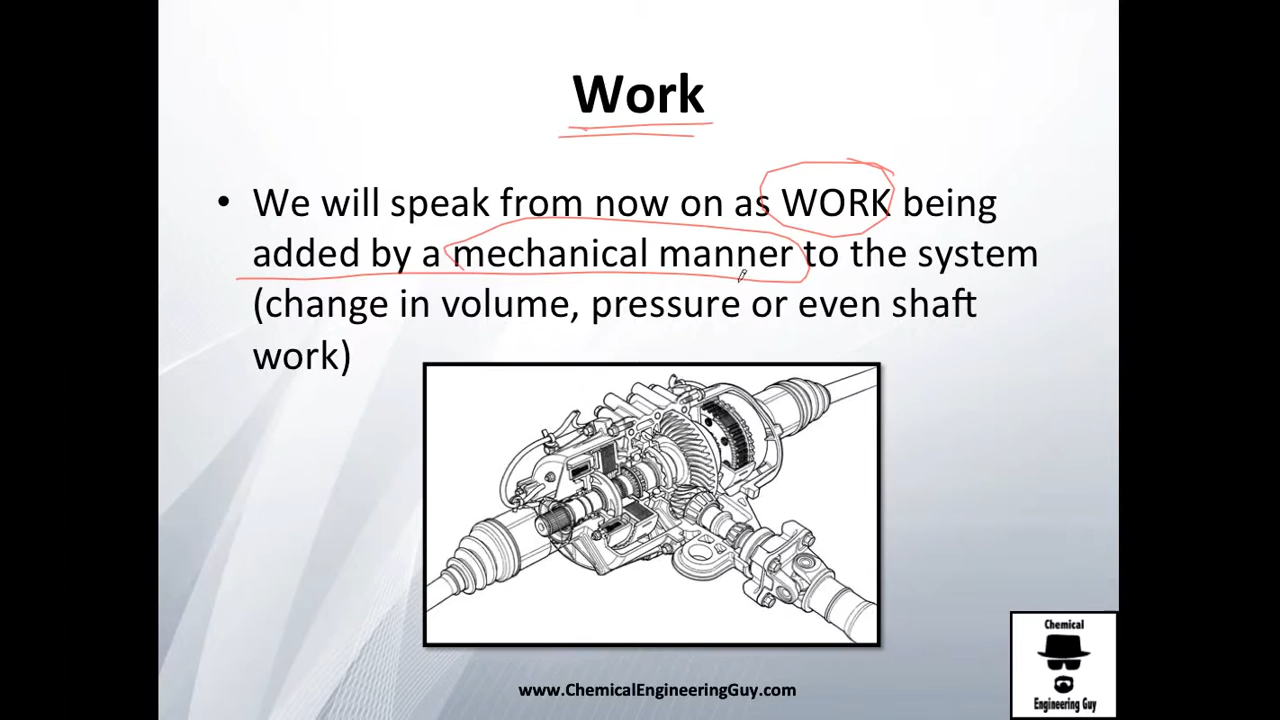 Work
• We will speak from now on as WORK being
added by a mechanical manner to the system
(change in volume, pressure or even shaft
work)
www.ChemicalEngineeringGuy.com
Chemical
Engineering Guy